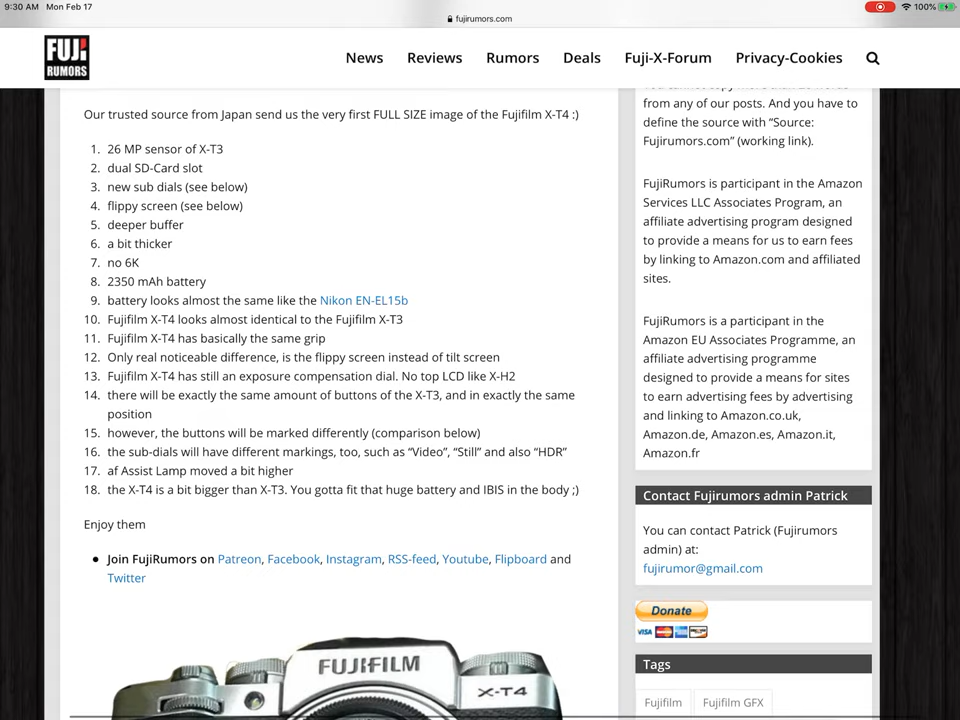 9:30 AM Mon Feb 17
100%
fujirumors.com
FUJI
RUMORS
News Reviews Rumors Deals Fuji-X-Forum Privacy-Cookies
Our trusted source from Japan send us the very first FULL SIZE image of the Fujifilm X-T4 :)
1. 26 MP sensor of X-T3
2. dual SD-Card slot
3. new sub dials (see below)
4. flippy screen (see below)
5. deeper buffer
6. a bit thicker
7. no 6K
8. 2350 mAh battery
9. battery looks almost the same like the Nikon EN-EL15b
10. Fujifilm X-T4 looks almost identical to the Fujifilm X-T3
11. Fujifilm X-T4 has basically the same grip
12. Only real noticeable difference, is the flippy screen instead of tilt screen
13. Fujifilm X-T4 has still an exposure compensation dial. No top LCD like X-H2
14. there will be exactly the same amount of buttons of the X-T3, and in exactly the same
position
15. however, the buttons will be marked differently (comparison below)
16. the sub-dials will have different markings, too, such as “Video”, “Still” and also “HDR”
17. af Assist Lamp moved a bit higher
18. the X-T4 is a bit bigger than X-T3. You gotta fit that huge battery and IBIS in the body ;)
Enjoy them
• Join FujiRumors on Patreon, Facebook, Instagram, RSS-feed, Youtube, Flipboard and
Twitter
FUJIFILM
X-T4
from any of our posts. And you have to
define the source with “Source:
Fujirumors.com” (working link).
FujiRumors is participant in the Amazon
Services LLC Associates Program, an
affiliate advertising program designed
to provide a means for us to earn fees
by linking to Amazon.com and affiliated
sites.
FujiRumors is a participant in the
Amazon EU Associates Programme, an
affiliate advertising programme
designed to provide a means for sites
to earn advertising fees by advertising
and linking to Amazon.co.uk,
Amazon.de, Amazon.es, Amazon.it,
Amazon.fr
Contact Fujirumors admin Patrick
You can contact Patrick (Fujirumors
admin) at:
fujirumor@gmail.com
Donate
VISA
Tags
Fujifilm Fujifilm GFX